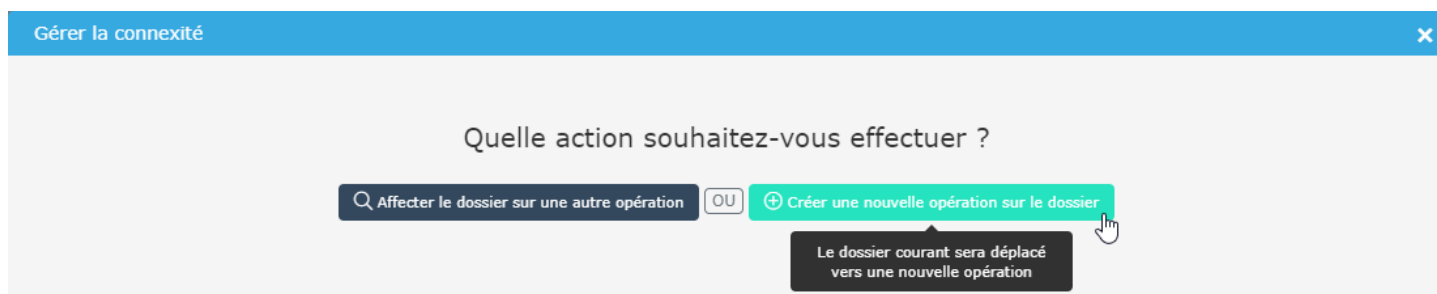 Gérer la connexité
Quelle action souhaitez-vous effectuer ?
Affecter le dossier sur une autre opération OU Créer une nouvelle opération sur le dossier
Le dossier courant sera déplacé
vers une nouvelle opération